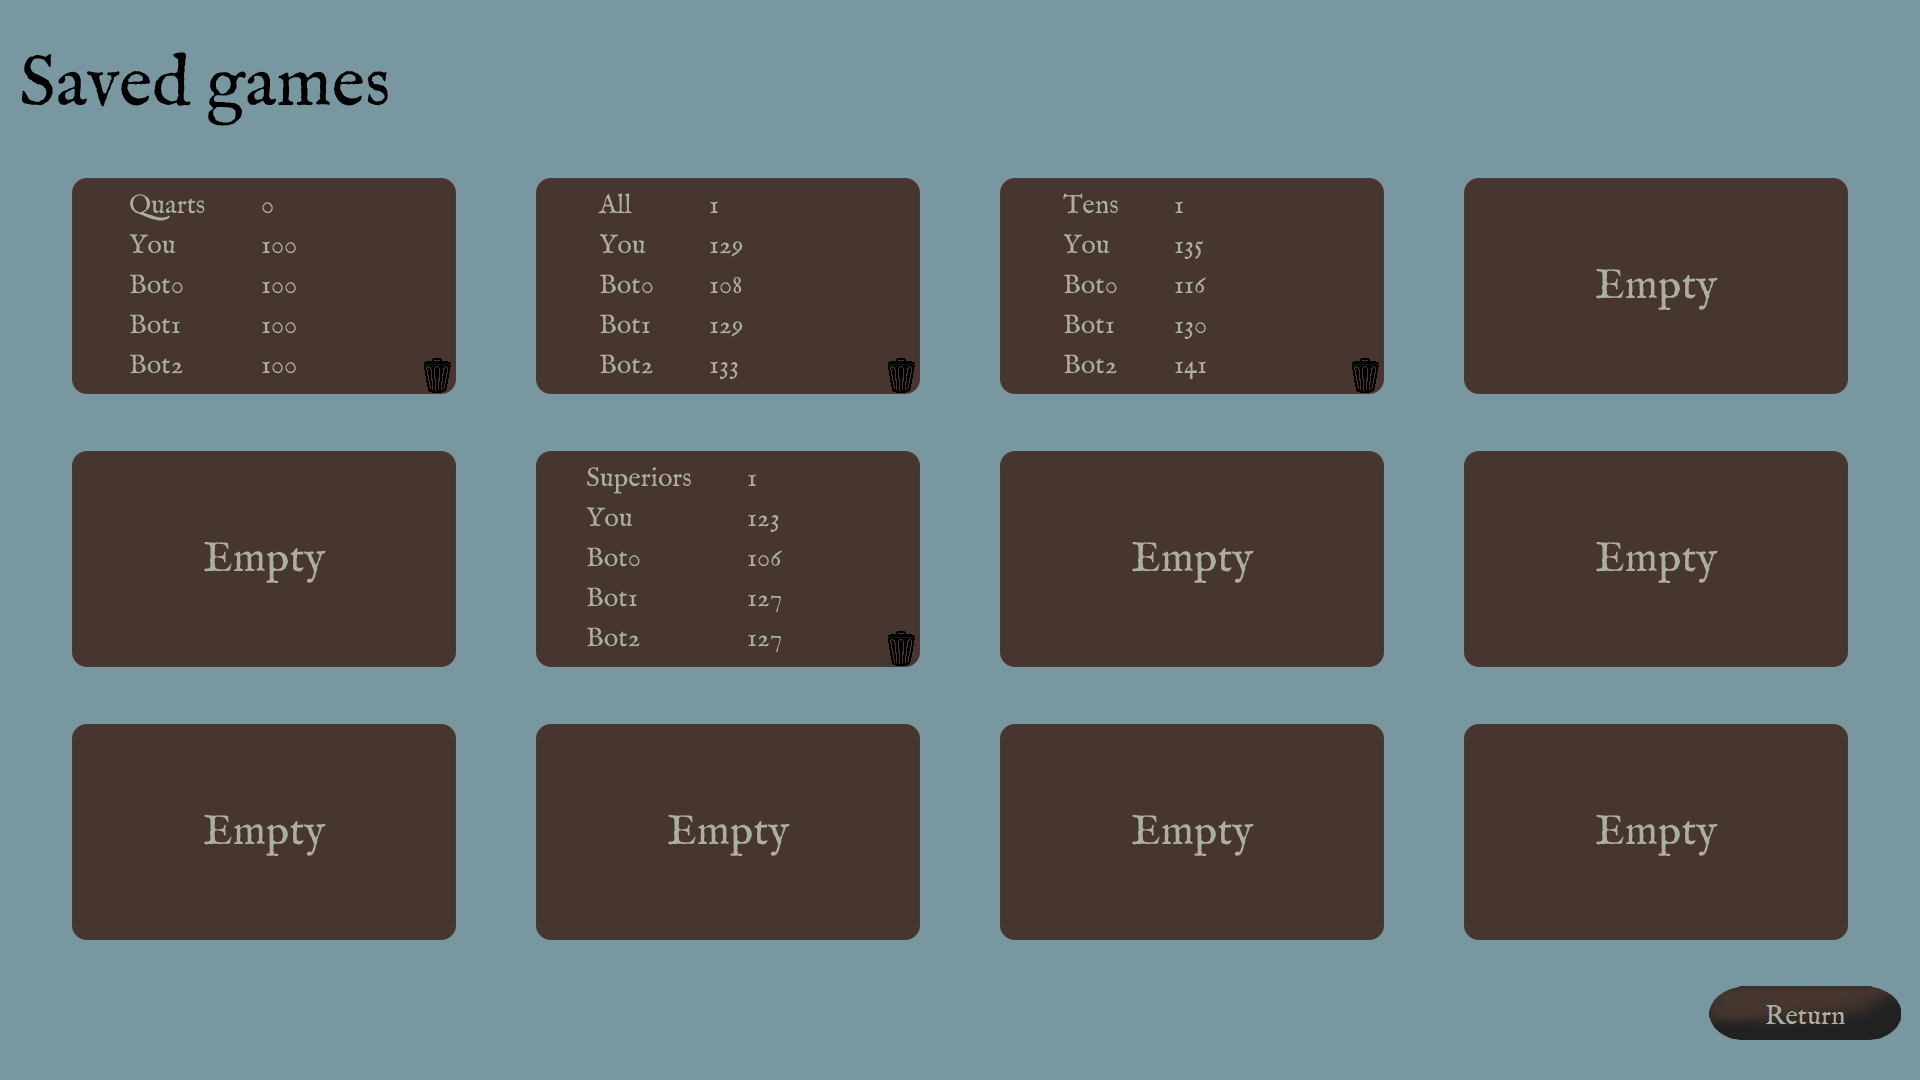 Saved games
Quarts 0
You 100
Bot0 100
Bot1 100
Bot2 100
All 1
You 129
Bot0 108
Bot1 129
Bot2 133
Tens 1
You 135
Bot0 116
Bot1 130
Bot2 141
Empty
Empty
Superiors 1
You 123
Bot0 106
Bot1 127
Bot2 127
Empty
Empty
Empty
Empty
Empty
Empty
Return